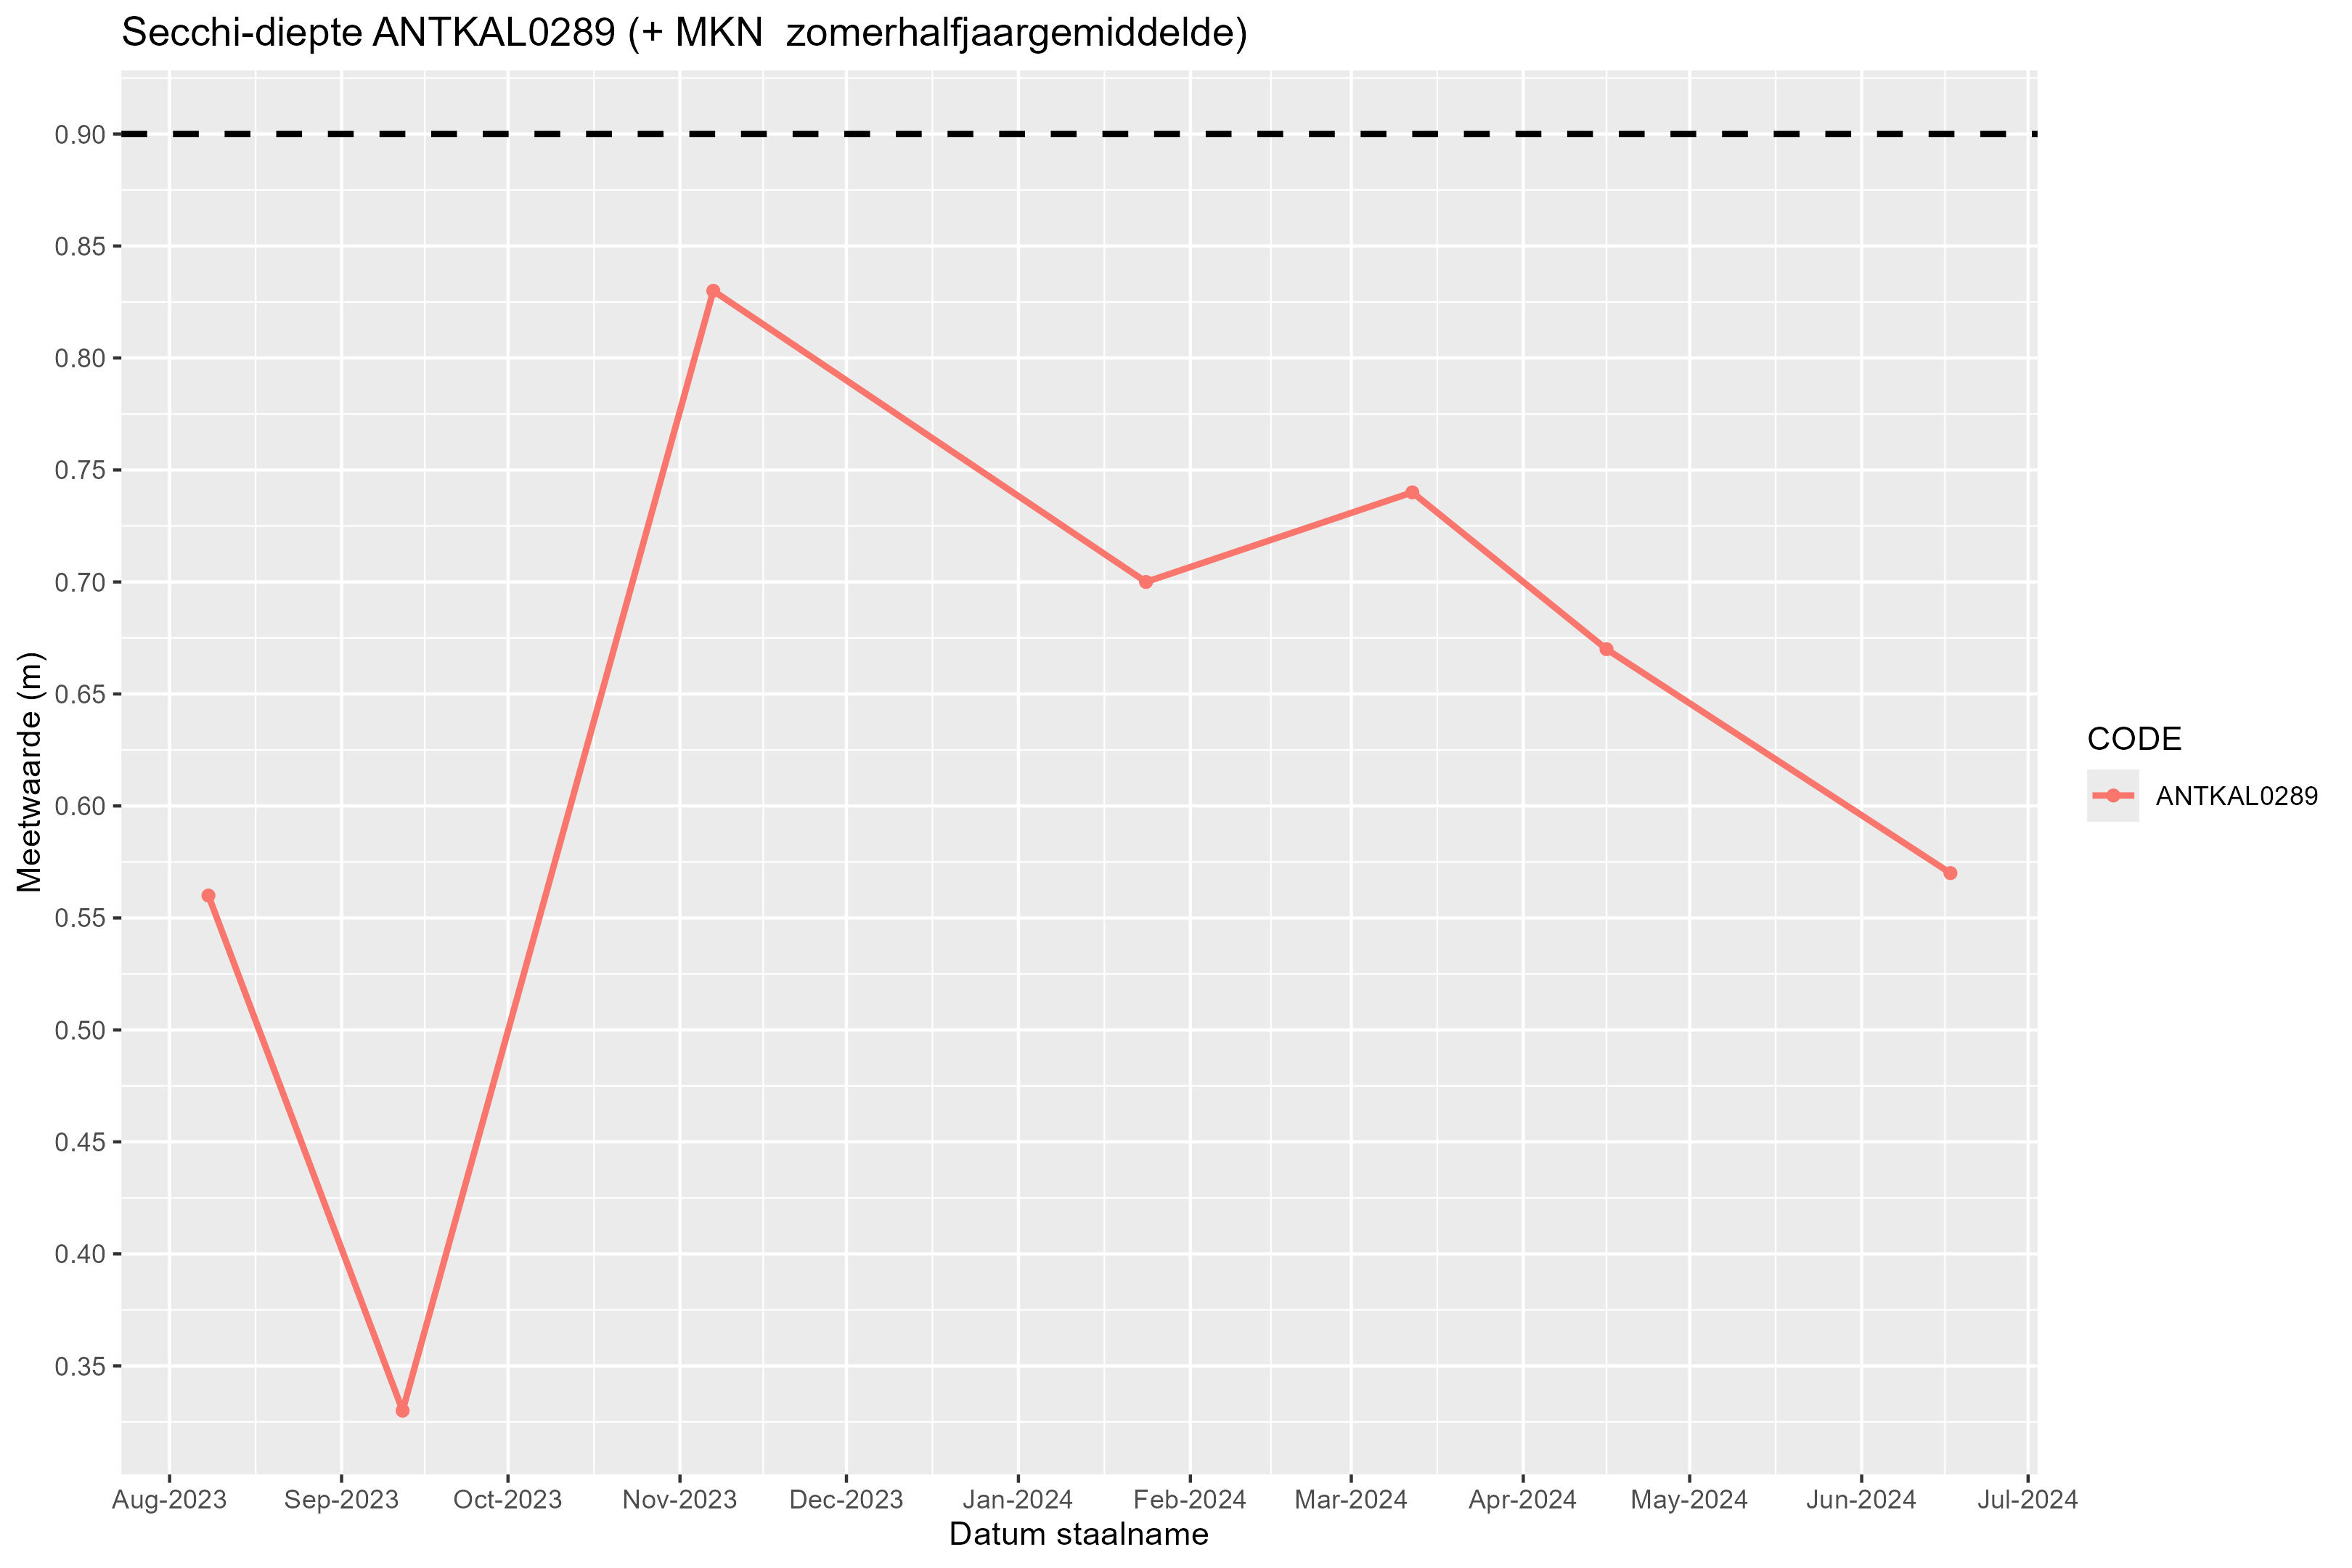 Secchi-diepte ANTKAL0289 (+ MKN  zomerhalfjaargemiddelde)
0.90
0.85
0.80
0.75
0.70
0.65
0.60
0.55
0.50
0.45
0.40
0.35
Meetwaarde (m)
Aug-2023 Sep-2023 Oct-2023 Nov-2023 Dec-2023 Jan-2024 Feb-2024 Mar-2024 Apr-2024 May-2024 Jun-2024 Jul-2024
Datum staalname
CODE
ANTKAL0289